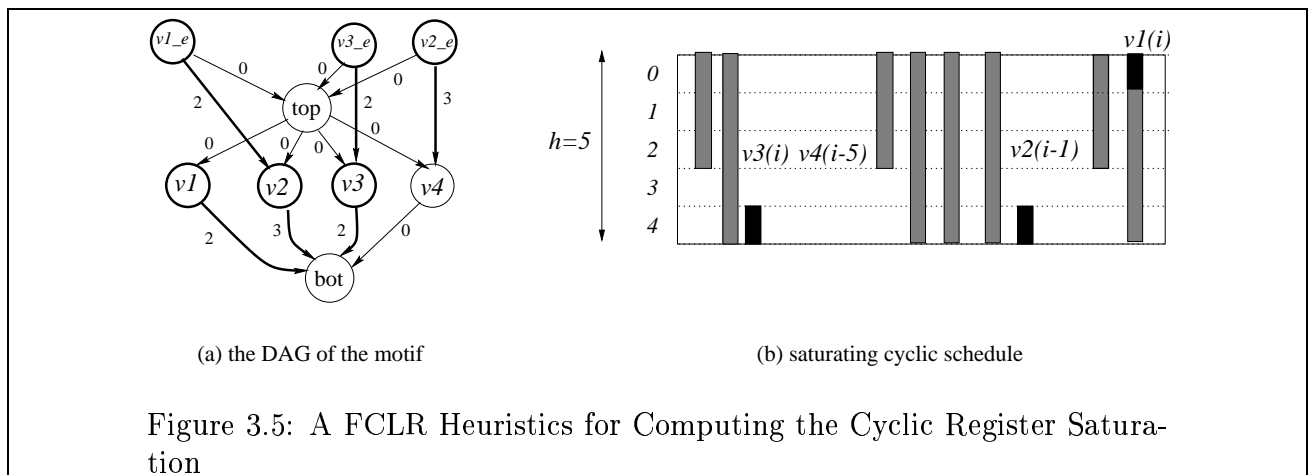 v1_e v3_e v2_e
0 0 0
2 2 3
top
0 0 0 0
v1 v2 v3 v4
2 3 2 0
bot
(a) the DAG of the motif
v1(i)
0
1
h=5 2 v3(i) v4(i-5) v2(i-1)
3
4
(b) saturating cyclic schedule
Figure 3.5: A FCLR Heuristics for Computing the Cyclic Register Satura-
tion